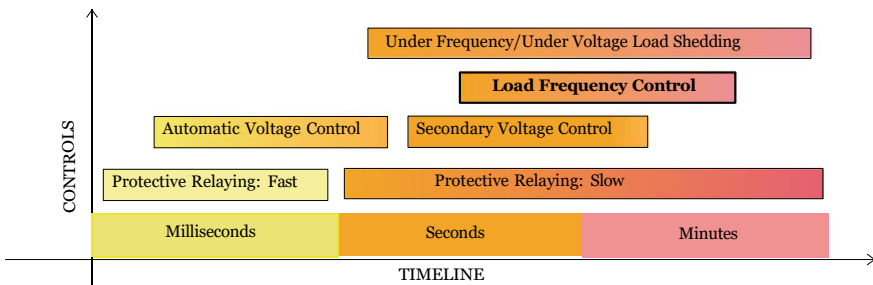 Under Frequency/Under Voltage Load Shedding
Load Frequency Control
Automatic Voltage Control
Secondary Voltage Control
Protective Relaying: Fast
Protective Relaying: Slow
CONTROLS
Milliseconds
Seconds
Minutes
TIMELINE